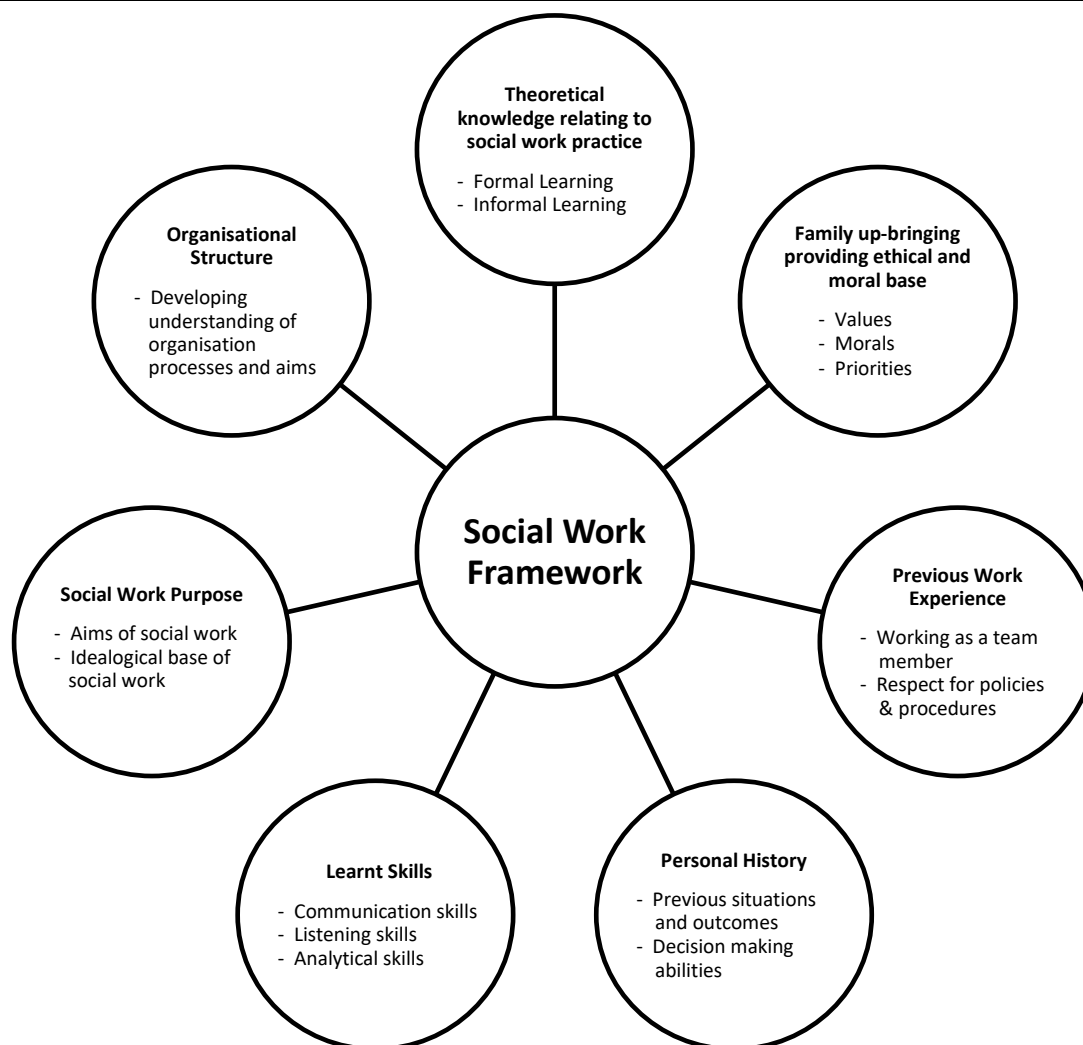 Theoretical
knowledge relating to
social work practice
- Formal Learning
- Informal Learning
Family up-bringing
providing ethical and
moral base
- Values
- Morals
- Priorities
Previous Work
Experience
- Working as a team
member
- Respect for policies
& procedures
Personal History
- Previous situations
and outcomes
- Decision making
abilities
Learnt Skills
- Communication skills
- Listening skills
- Analytical skills
Social Work Purpose
- Aims of social work
- Idealogical base of
social work
Organisational
Structure
- Developing
understanding of
organisation
processes and aims
Social Work
Framework